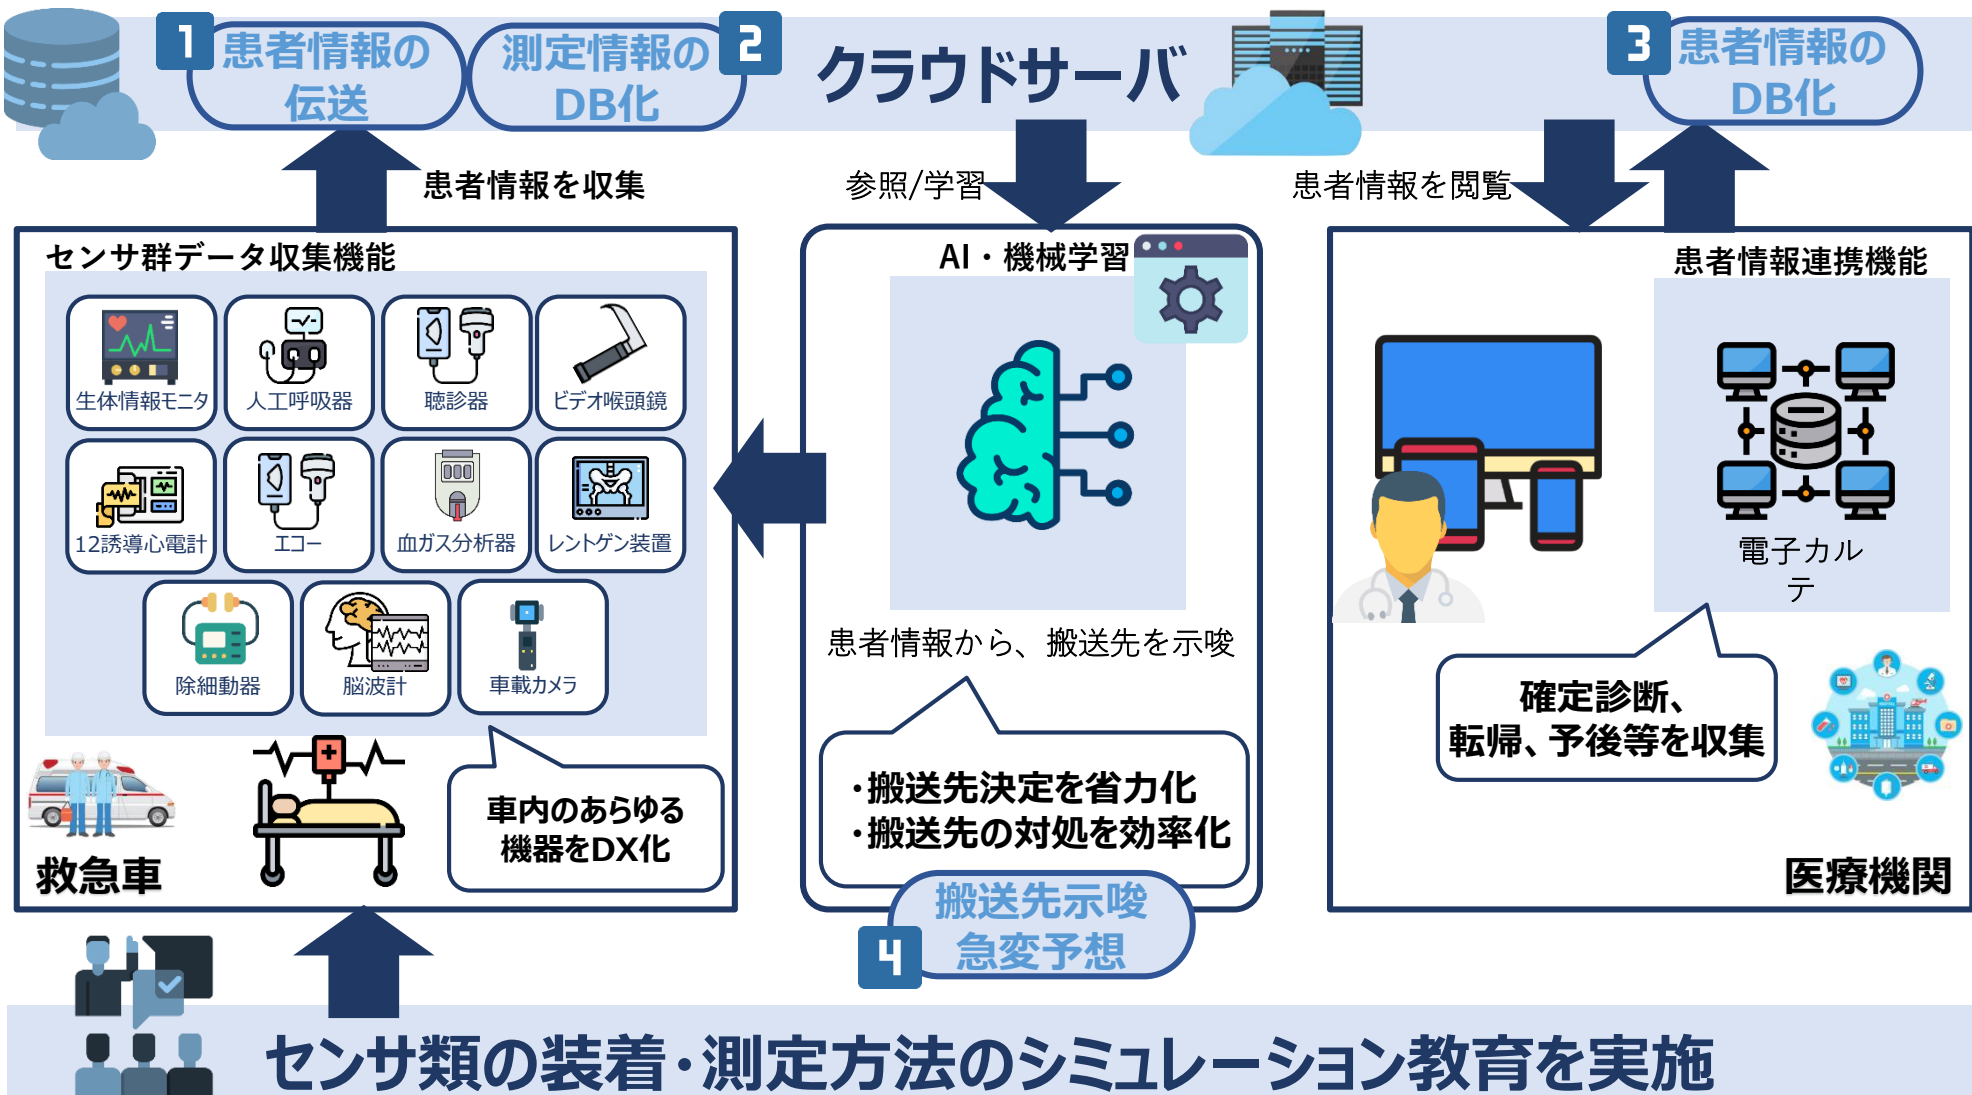 1
患者情報の
伝送
測定情報の
DB化
2
クラウドサーバ
3
患者情報の
DB化
患者情報を収集
参照/学習
患者情報を閲覧
センサ群データ収集機能
生体情報モニタ
人工呼吸器
聴診器
ビデオ喉頭鏡
12誘導心電計
エコー
血ガス分析器
レントゲン装置
除細動器
脳波計
車載カメラ
車内のあらゆる
機器をDX化
救急車
AI・機械学習
患者情報から、搬送先を示唆
・搬送先決定を省力化
・搬送先の対処を効率化
4
搬送先示唆
急変予想
患者情報連携機能
電子カル
テ
確定診断、
転帰、予後等を収集
医療機関
センサ類の装着・測定方法のシミュレーション教育を実施